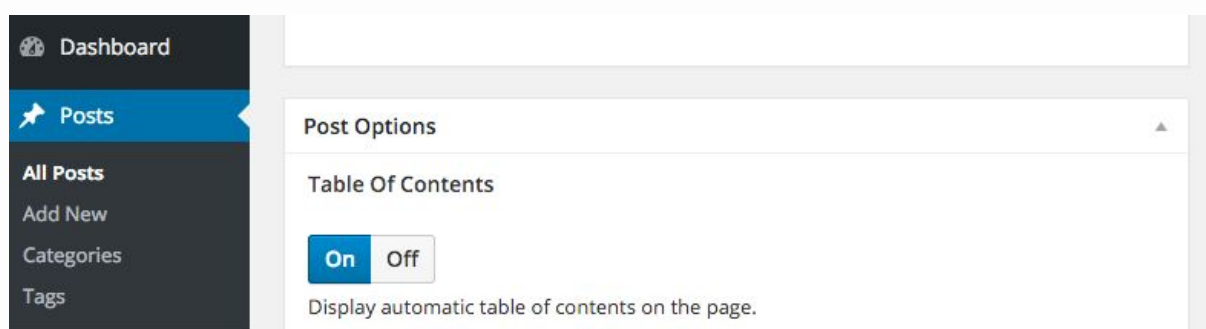 Dashboard
Posts
All Posts
Add New
Categories
Tags
Post Options
Table Of Contents
On Off
Display automatic table of contents on the page.